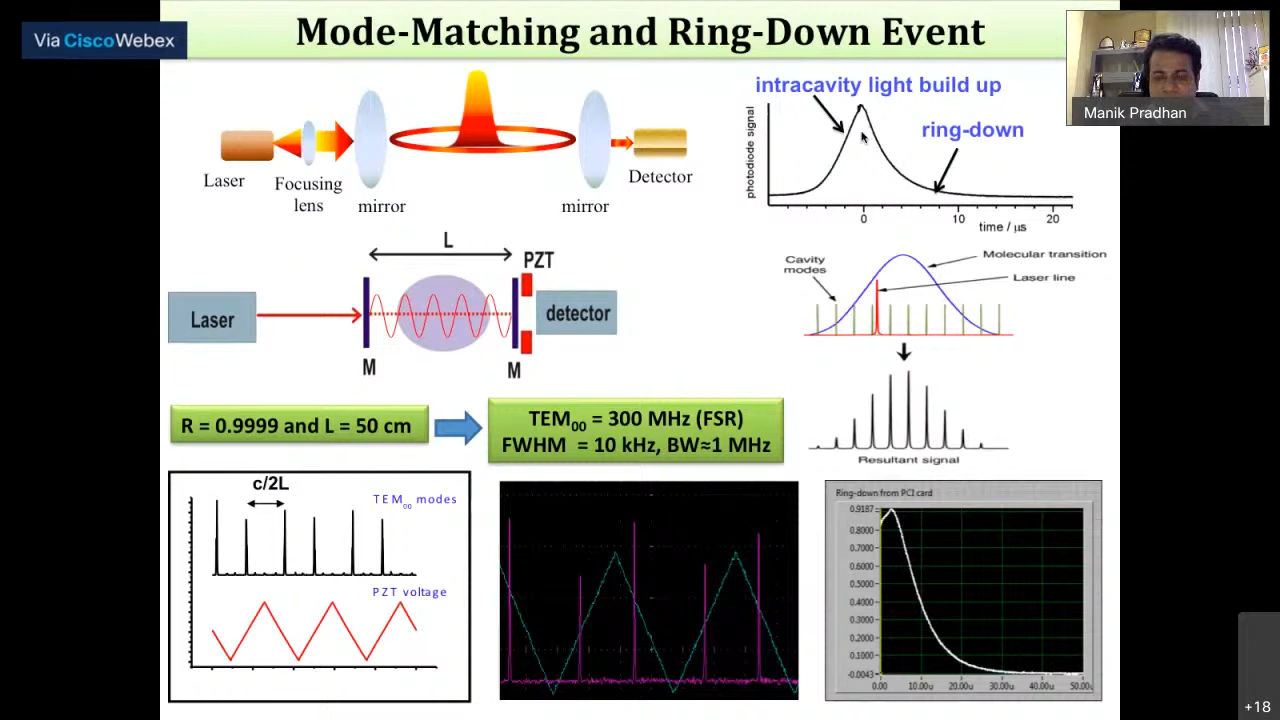 Via CiscoWebex
Mode-Matching and Ring-Down Event
Manik Pradhan
Laser
Focusing
lens
mirror
mirror
Detector
intracavity light build up
ring-down
photodiode signal
0
10
20
time / μs
L
PZT
Laser
detector
M
M
Cavity
modes
Molecular transition
Laser line
Resultant signal
R = 0.9999 and L = 50 cm
TEM00 = 300 MHz (FSR)
FWHM = 10 kHz, BW≈1 MHz
c/2L
TEM00 modes
PZT voltage
Ring-down from PCI card
0.9187
0.8000
0.7000
0.6000
0.5000
0.4000
0.3000
0.2000
0.1000
-0.0043
0.00
10.00u
20.00u
30.00u
40.00u
50.00u
+18